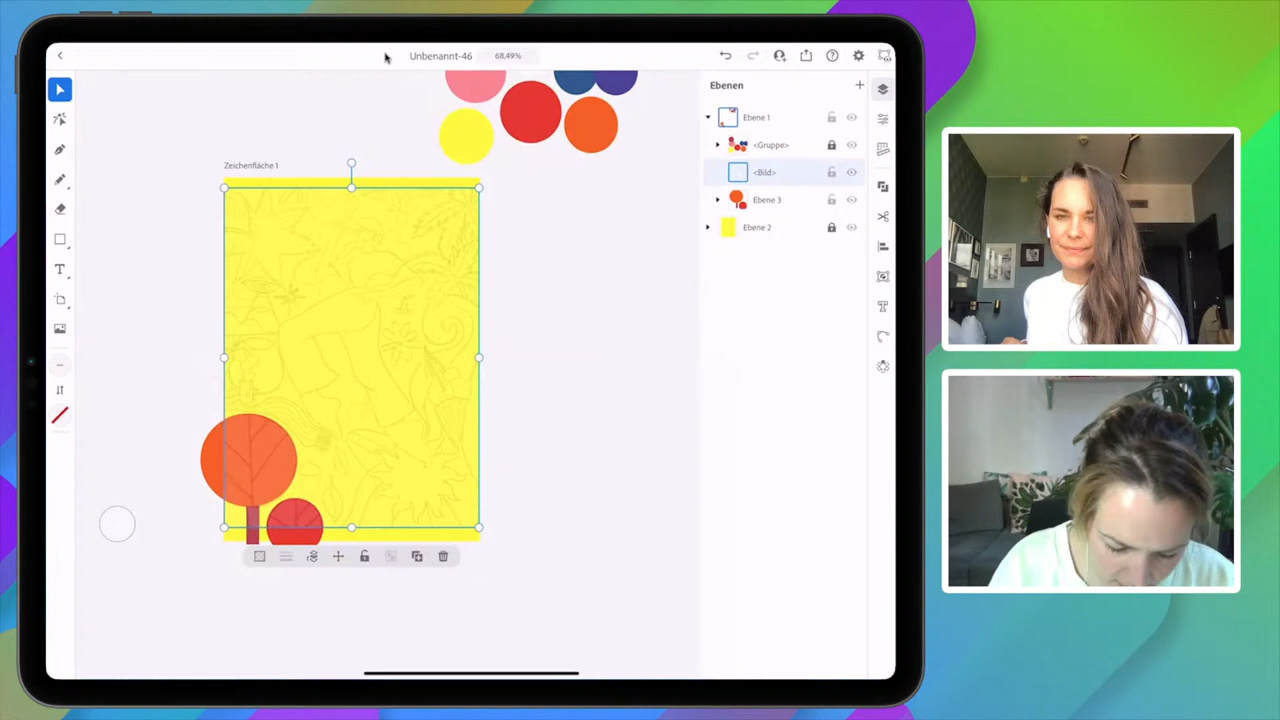 Unbenannt-46
68,49%
Ebenen
Ebene 1
<Gruppe>
<Bild>
Ebene 3
Ebene 2
Zeichenfläche 1